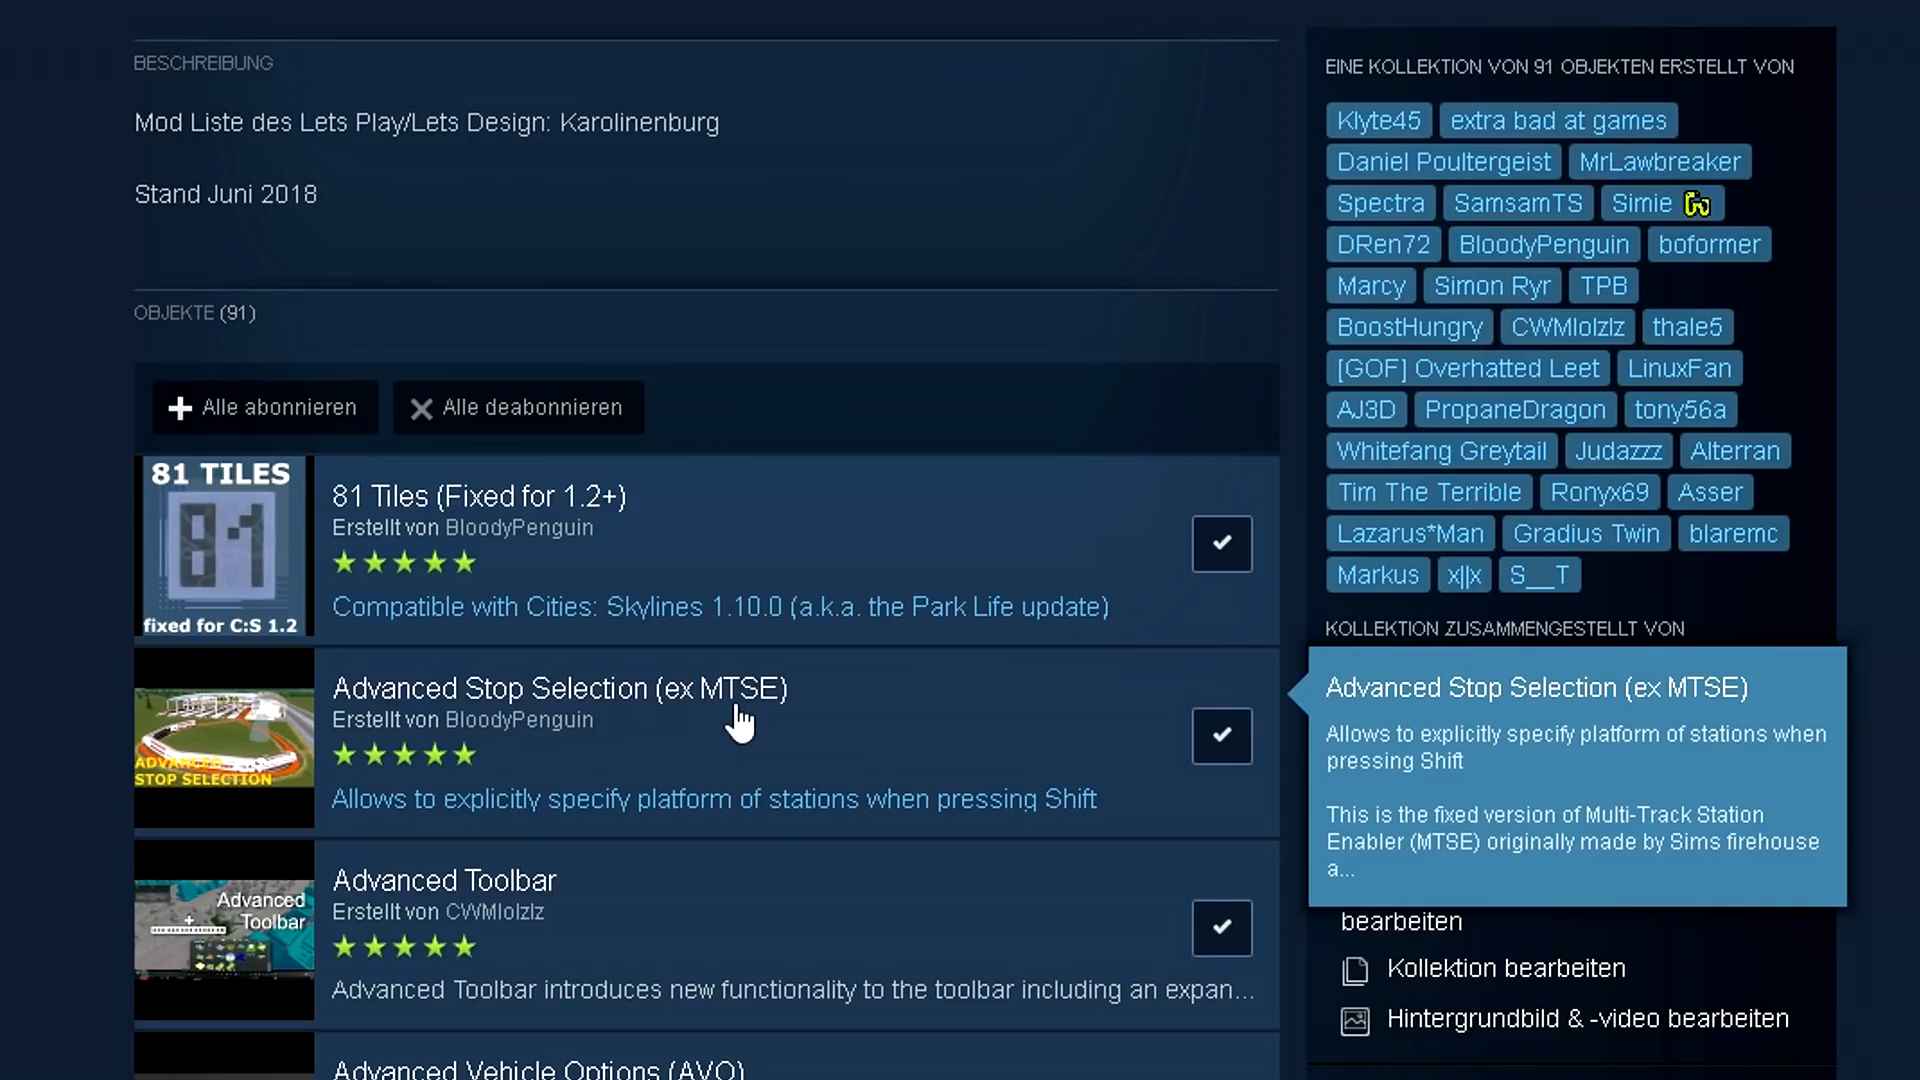 BESCHREIBUNG
Mod Liste des Lets Play/Lets Design: Karolinenburg
Stand Juni 2018
OBJEKTE (91)
Alle abonnieren
Alle deabonnieren
81 TILES
81
fixed for C:S 1.2
81 Tiles (Fixed for 1.2+)
Erstellt von BloodyPenguin
Compatible with Cities: Skylines 1.10.0 (a.k.a. the Park Life update)
ADVANCED
STOP SELECTION
Advanced Stop Selection (ex MTSE)
Erstellt von BloodyPenguin
Allows to explicitly specify platform of stations when pressing Shift
Advanced
Toolbar
Advanced Toolbar
Erstellt von CWMlolzlz
Advanced Toolbar introduces new functionality to the toolbar including an expan...
Advanced Vehicle Options (AVO)
EINE KOLLEKTION VON 91 OBJEKTEN ERSTELLT VON
Klyte45 extra bad at games
Daniel Poultergeist MrLawbreaker
Spectra SamsamTS Simie
DRen72 BloodyPenguin boformer
Marcy Simon Ryr TPB
BoostHungry CWMlolzlz thale5
[GOF] Overhatted Leet LinuxFan
AJ3D PropaneDragon tony56a
Whitefang Greytail Judazzz Alterran
Tim The Terrible Ronyx69 Asser
Lazarus*Man Gradius Twin blaremc
Markus x||x S__T
KOLLEKTION ZUSAMMENGESTELLT VON
Advanced Stop Selection (ex MTSE)
Allows to explicitly specify platform of stations when
pressing Shift
This is the fixed version of Multi-Track Station
Enabler (MTSE) originally made by Sims firehouse
a...
bearbeiten
Kollektion bearbeiten
Hintergrundbild & -video bearbeiten